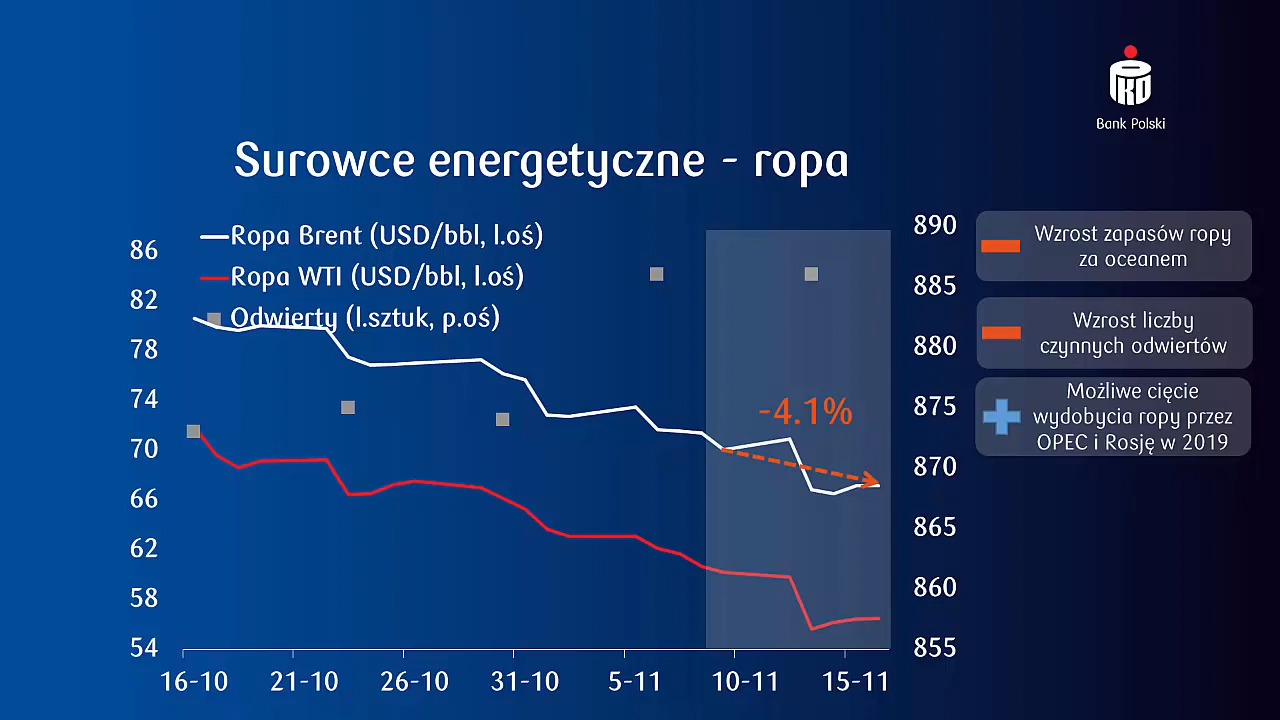 PKO
Bank Polski
Surowce energetyczne - ropa
Ropa Brent (USD/bbl, l.oś)
Ropa WTI (USD/bbl, l.oś)
Odwierty (l.sztuk, p.oś)
86
82
78
74
70
66
62
58
54
-4.1%
890
885
880
875
870
865
860
855
16-10
21-10
26-10
31-10
5-11
10-11
15-11
Wzrost zapasów ropy
za oceanem
Wzrost liczby
czynnych odwiertów
Możliwe cięcie
wydobycia ropy przez
OPEC i Rosję w 2019